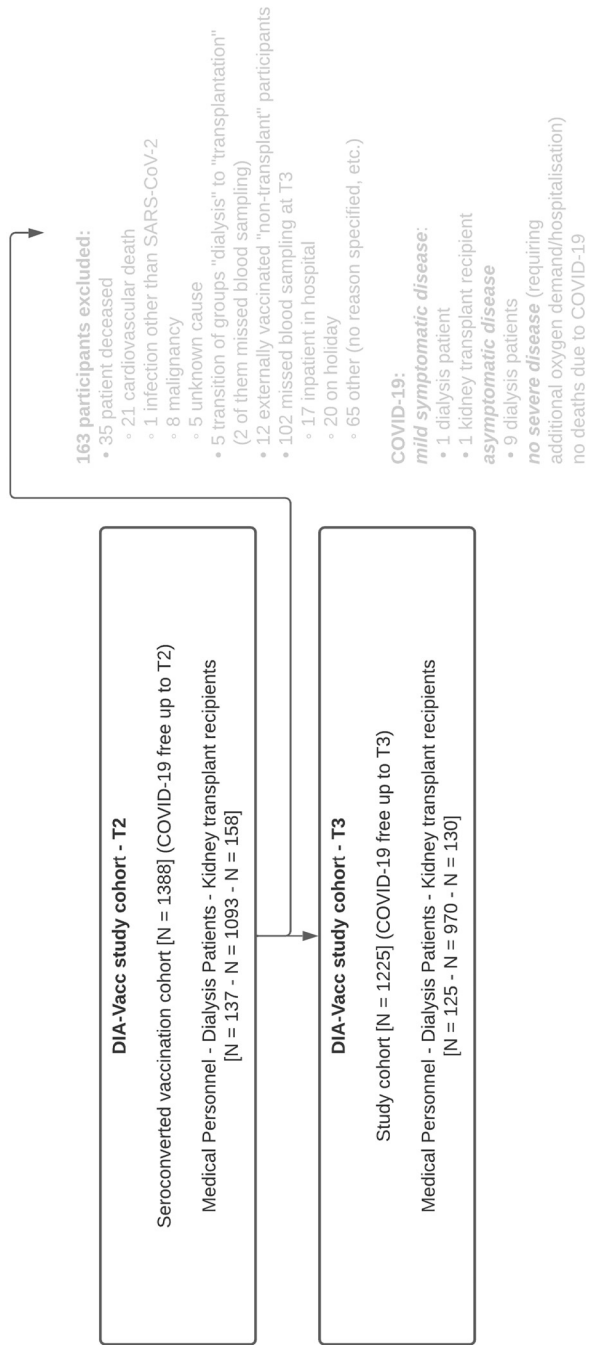 DIA-Vacc study cohort - T2
Seroconverted vaccination cohort [N = 1388] (COVID-19 free up to T2)
Medical Personnel - Dialysis Patients - Kidney transplant recipients
[N = 137 - N = 1093 - N = 158]
163 participants excluded:
• 35 patient deceased
◦ 21 cardiovascular death
◦ 1 infection other than SARS-CoV-2
◦ 8 malignancy
◦ 5 unknown cause
• 5 transition of groups "dialysis" to "transplantation"
(2 of them missed blood sampling)
• 12 externally vaccinated "non-transplant" participants
• 102 missed blood sampling at T3
◦ 17 inpatient in hospital
◦ 20 on holiday
◦ 65 other (no reason specified, etc.)
COVID-19:
mild symptomatic disease:
• 1 dialysis patient
• 1 kidney transplant recipient
asymptomatic disease
• 9 dialysis patients
no severe disease (requiring
additional oxygen demand/hospitalisation)
no deaths due to COVID-19
DIA-Vacc study cohort - T3
Study cohort [N = 1225] (COVID-19 free up to T3)
Medical Personnel - Dialysis Patients - Kidney transplant recipients
[N = 125 - N = 970 - N = 130]